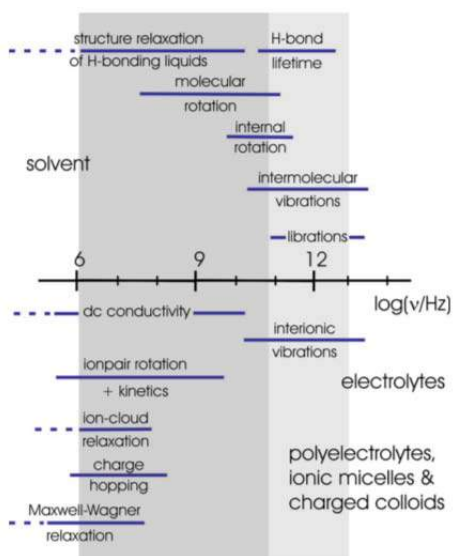 structure relaxation
of H-bonding liquids
H-bond
lifetime
molecular
rotation
internal
rotation
solvent
intermolecular
vibrations
librations
6
9
12
log(ν/Hz)
dc conductivity
interionic
vibrations
ionpair rotation
+ kinetics
electrolytes
ion-cloud
relaxation
charge
hopping
polyelectrolytes,
ionic micelles &
charged colloids
Maxwell-Wagner
relaxation